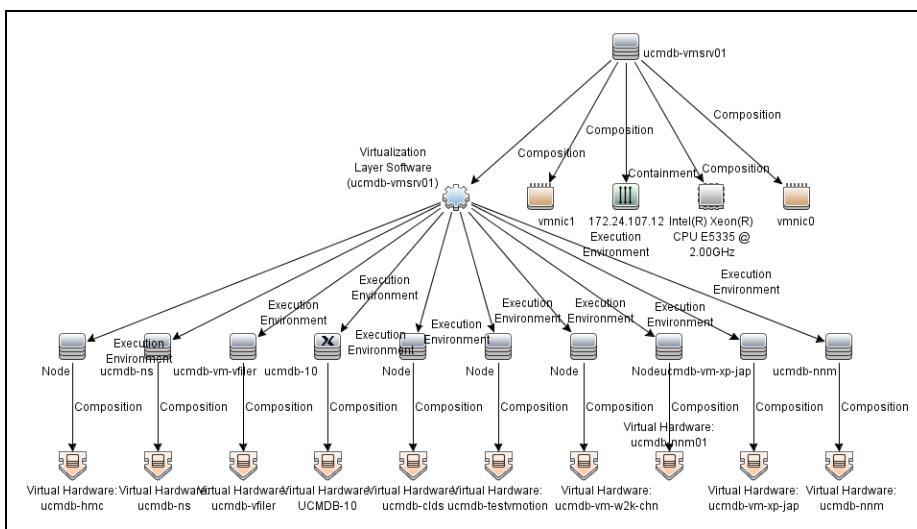 ucmdb-vmsrv01
Composition
Composition
Composition
Containment
Composition
Virtualization
Layer Software
(ucmdb-vmsrv01)
vmnic1
172.24.107.12
Intel(R) Xeon(R)
CPU E5335 @
2.00GHz
vmnic0
Execution
Environment
Execution
Environment
Execution
Environment
Execution
Environment
Execution
Environment
Execution
Environment
Execution
Environment
Execution
Environment
Execution
Environment
Execution
Environment
Node
ucmdb-ns
ucmdb-vm-vfiler
ucmdb-10
Node
Node
Node
Node
ucmdb-vm-xp-jap
ucmdb-nnm
Composition
Composition
Composition
Composition
Composition
Composition
Composition
Composition
Composition
Composition
Virtual Hardware:
ucmdb-hmc
Virtual Hardware:
ucmdb-ns
Virtual Hardware:
ucmdb-vfiler
Virtual Hardware:
UCMDB-10
Virtual Hardware:
ucmdb-clds
Virtual Hardware:
ucmdb-testvmotion
Virtual Hardware:
ucmdb-vm-w2k-chn
Virtual Hardware:
ucmdb-nnm01
Virtual Hardware:
ucmdb-vm-xp-jap
Virtual Hardware:
ucmdb-nnm